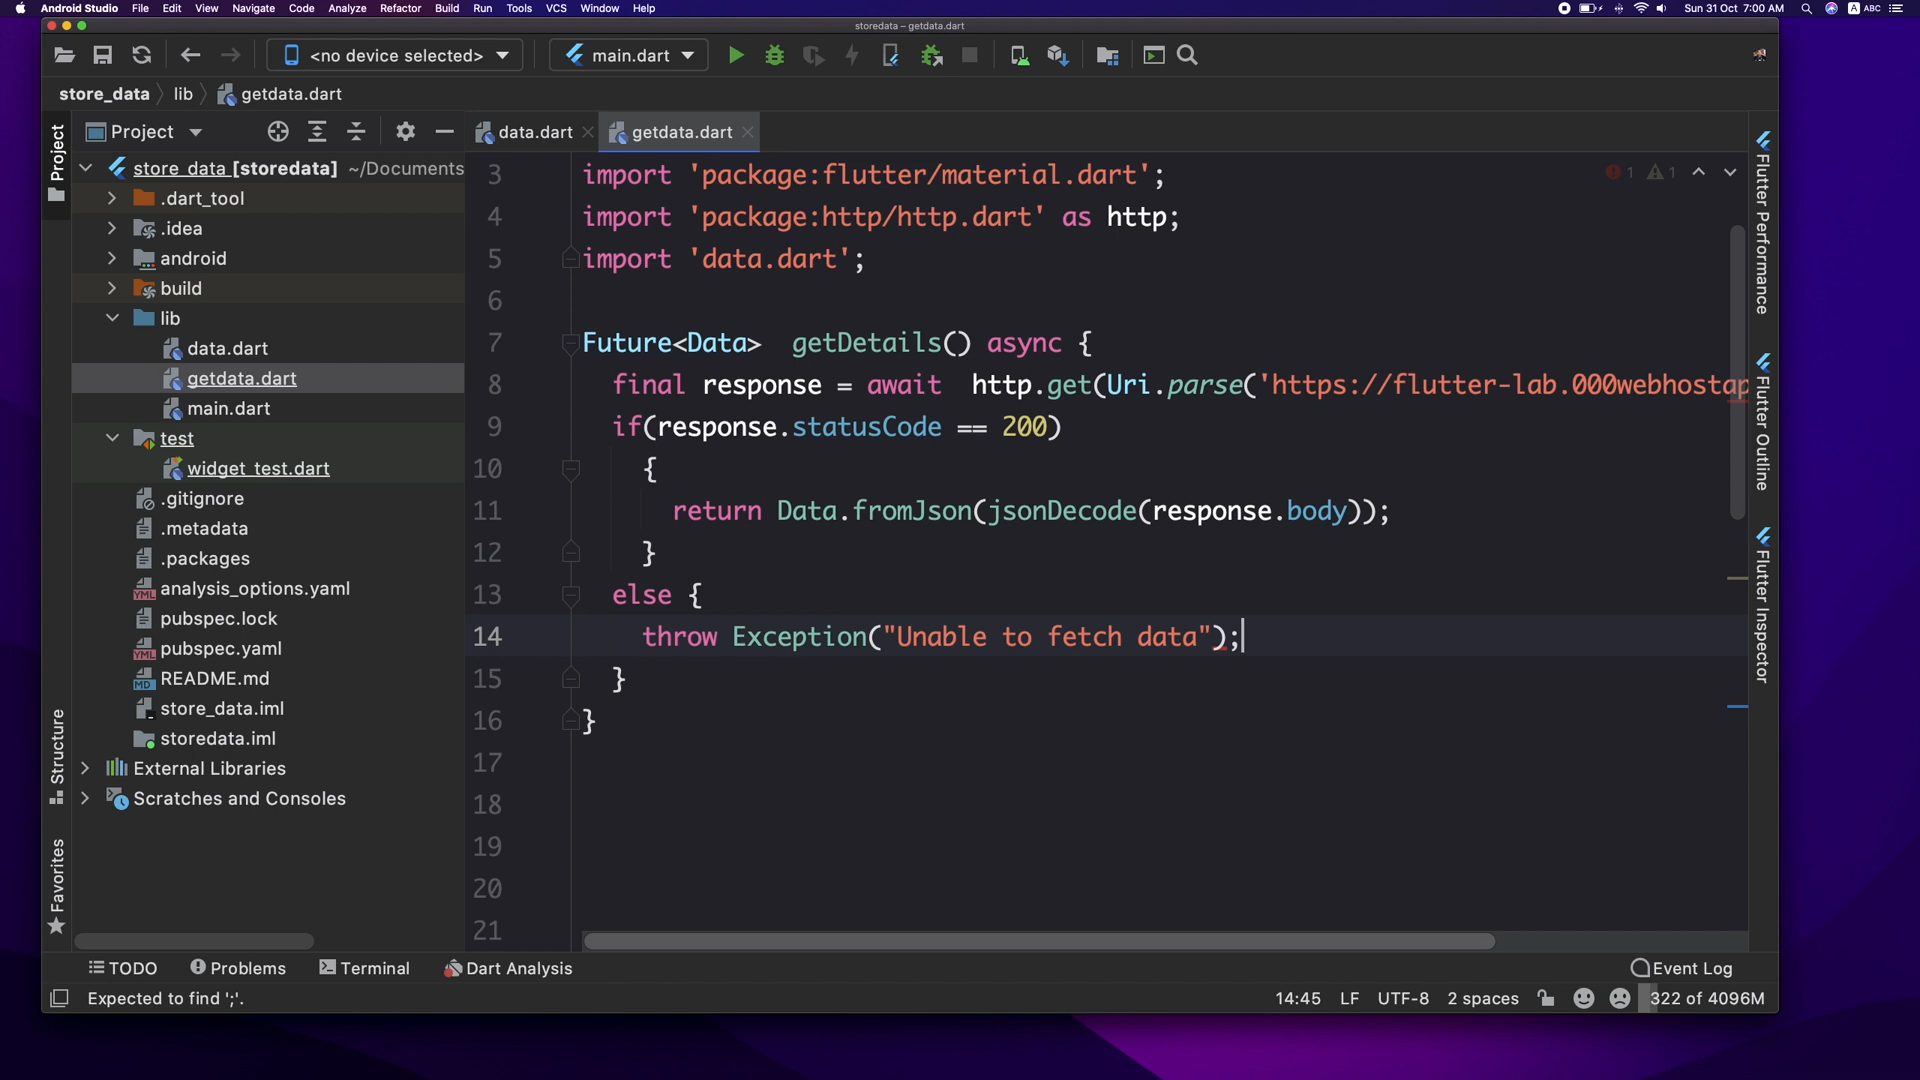 Android Studio File Edit View Navigate Code Analyze Refactor Build Run Tools VCS Window Help
A ABC Sun 31 Oct 7:00 AM
storedata – getdata.dart
<no device selected> main.dart
store_data lib getdata.dart
Project
Project
data.dart getdata.dart
store_data [storedata] ~/Documents
.dart_tool
.idea
android
build
lib
data.dart
getdata.dart
main.dart
test
widget_test.dart
.gitignore
.metadata
.packages
analysis_options.yaml
pubspec.lock
pubspec.yaml
README.md
store_data.iml
storedata.iml
External Libraries
Scratches and Consoles
Structure
Favorites
3 import 'package:flutter/material.dart';
4 import 'package:http/http.dart' as http;
5 import 'data.dart';
6
7 Future<Data> getDetails() async {
8 final response = await http.get(Uri.parse('https://flutter-lab.000webhostap
9 if(response.statusCode == 200)
10 {
11 return Data.fromJson(jsonDecode(response.body));
12 }
13 else {
14 throw Exception("Unable to fetch data");
15 }
16 }
17
18
19
20
21
1 1
Flutter Performance
Flutter Outline
Flutter Inspector
TODO Problems Terminal Dart Analysis Event Log
Expected to find ';'. 14:45 LF UTF-8 2 spaces 322 of 4096M